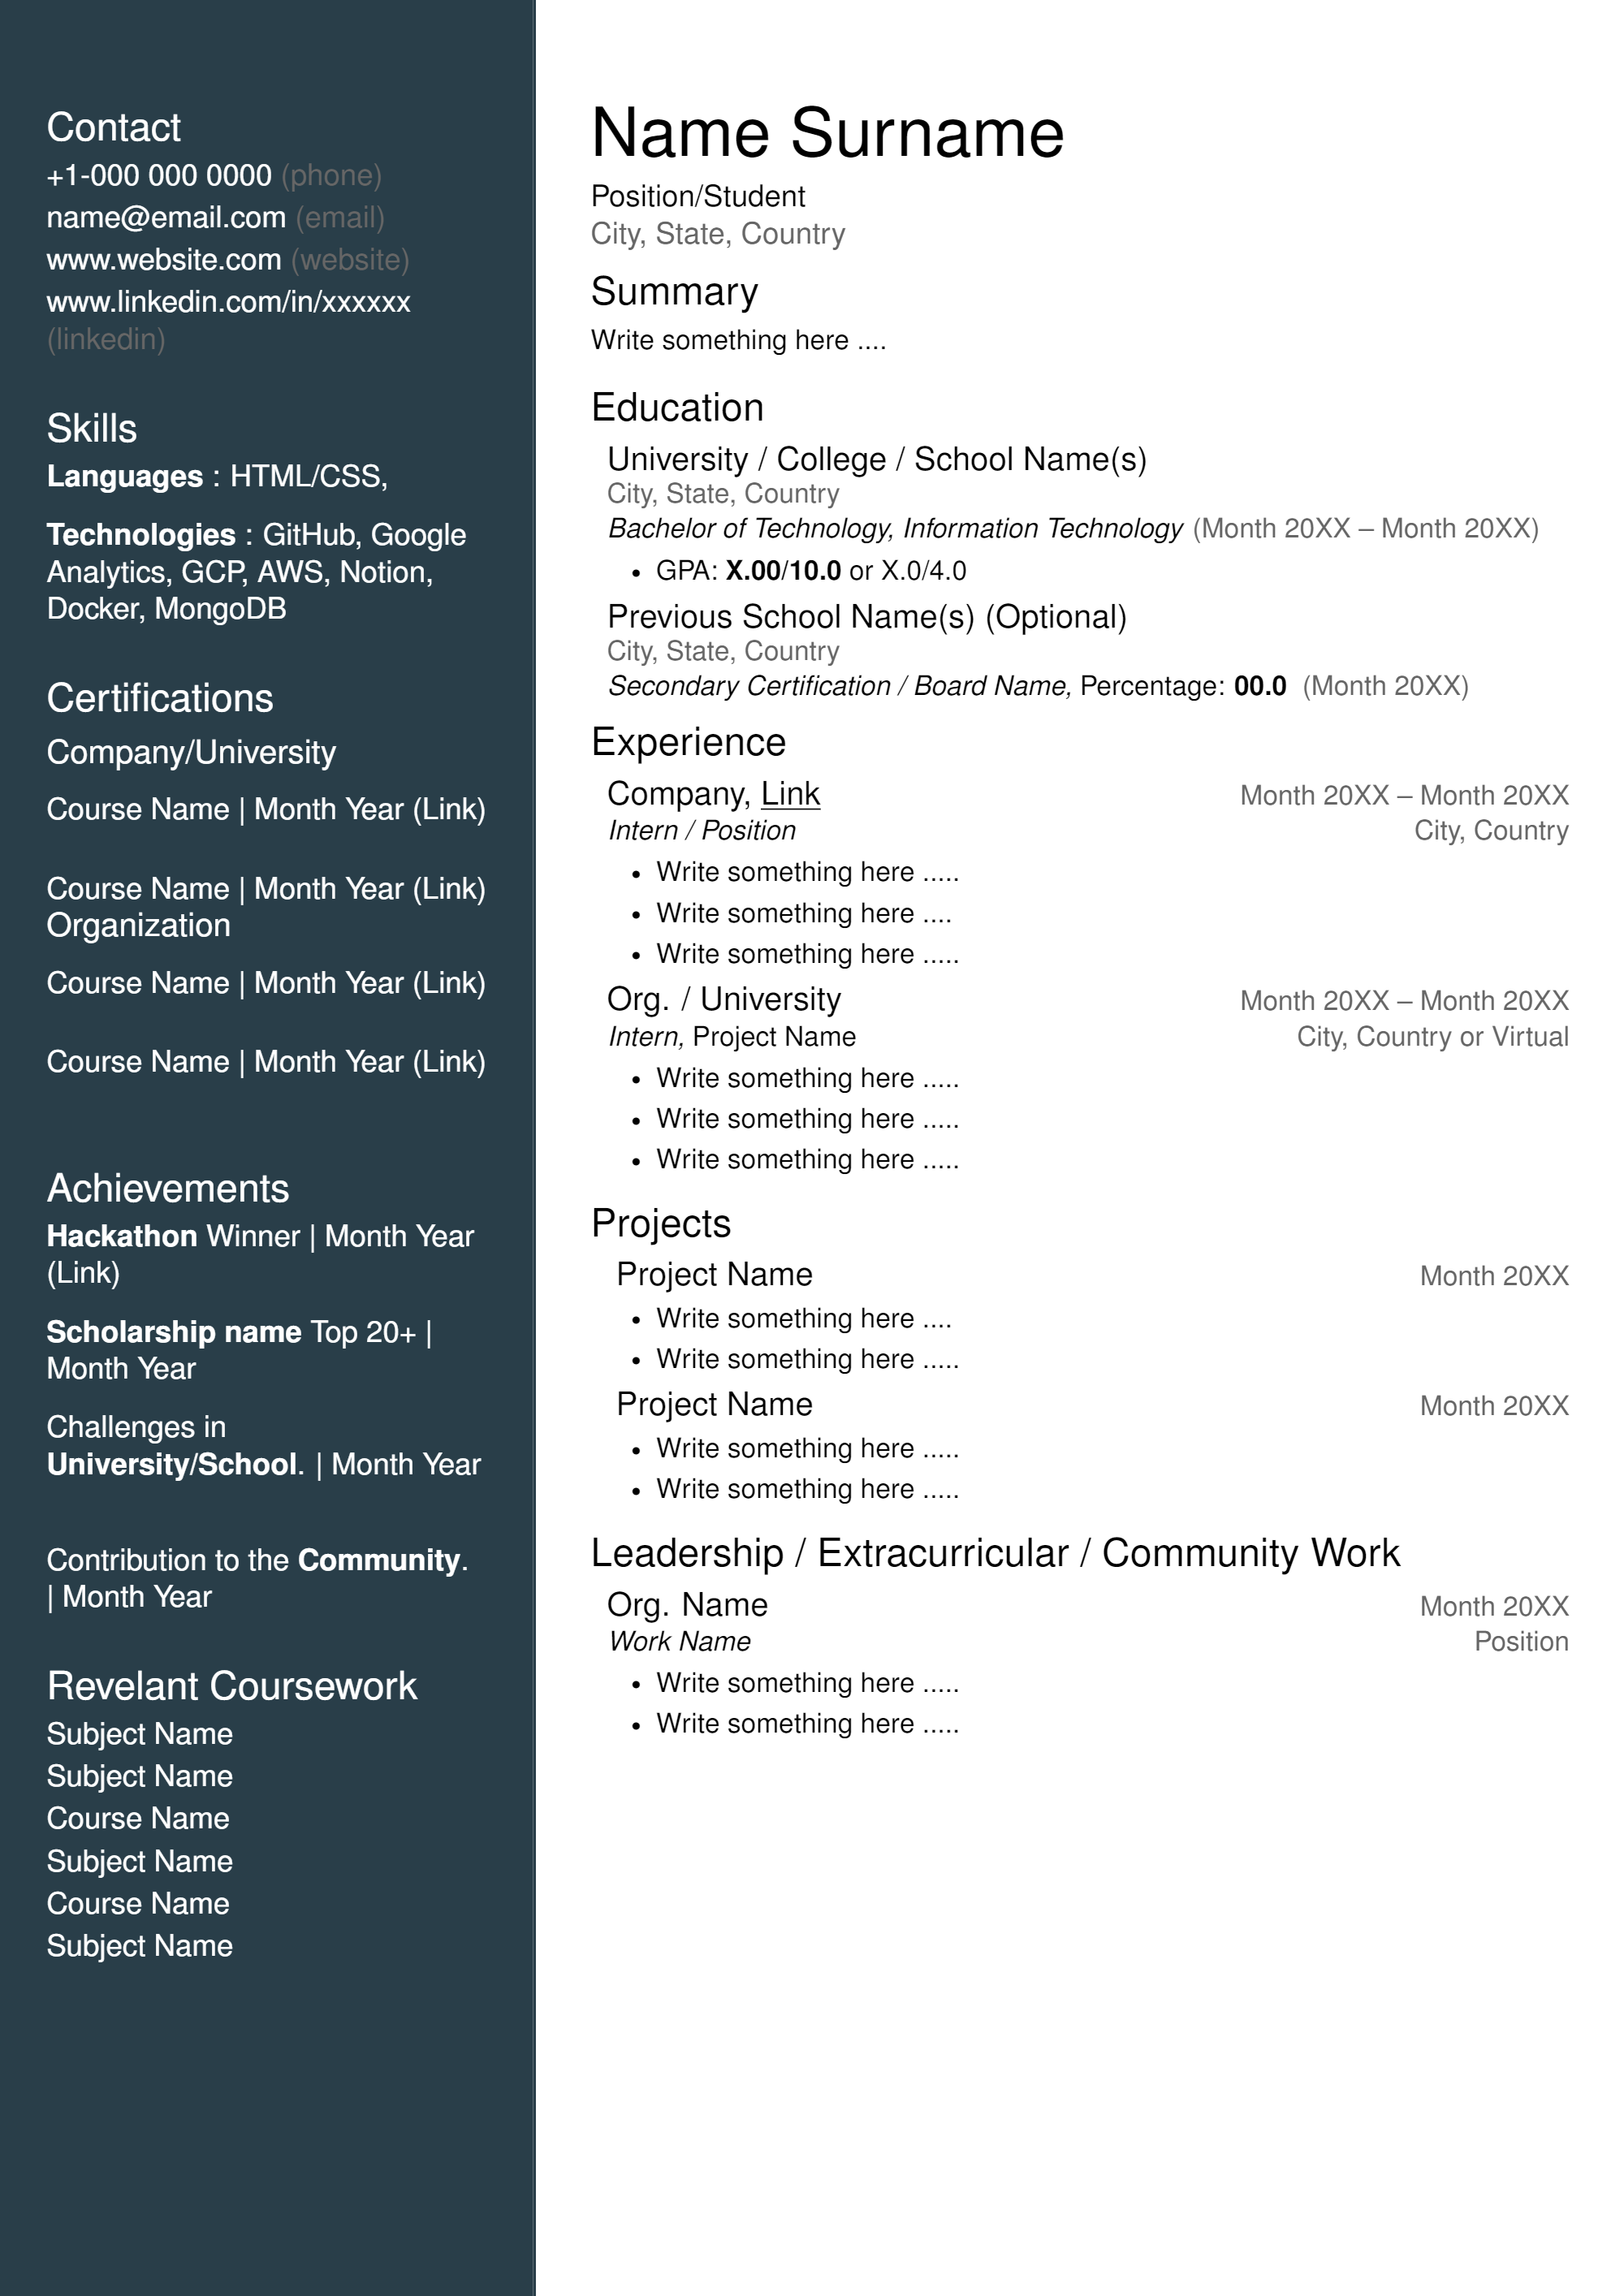 Contact
+1-000 000 0000 (phone)
name@email.com (email)
www.website.com (website)
www.linkedin.com/in/xxxxxx
(linkedin)
Skills
Languages : HTML/CSS,
Technologies : GitHub, Google
Analytics, GCP, AWS, Notion,
Docker, MongoDB
Certifications
Company/University
Course Name | Month Year (Link)
Course Name | Month Year (Link)
Organization
Course Name | Month Year (Link)
Course Name | Month Year (Link)
Achievements
Hackathon Winner | Month Year
(Link)
Scholarship name Top 20+ |
Month Year
Challenges in
University/School. | Month Year
Contribution to the Community.
| Month Year
Revelant Coursework
Subject Name
Subject Name
Course Name
Subject Name
Course Name
Subject Name
Name Surname
Position/Student
City, State, Country
Summary
Write something here ....
Education
University / College / School Name(s)
City, State, Country
Bachelor of Technology, Information Technology (Month 20XX – Month 20XX)
• GPA: X.00/10.0 or X.0/4.0
Previous School Name(s) (Optional)
City, State, Country
Secondary Certification / Board Name, Percentage: 00.0 (Month 20XX)
Experience
Company, Link Month 20XX – Month 20XX
Intern / Position City, Country
• Write something here .....
• Write something here ....
• Write something here .....
Org. / University Month 20XX – Month 20XX
Intern, Project Name City, Country or Virtual
• Write something here .....
• Write something here .....
• Write something here .....
Projects
Project Name Month 20XX
• Write something here ....
• Write something here .....
Project Name Month 20XX
• Write something here .....
• Write something here .....
Leadership / Extracurricular / Community Work
Org. Name Month 20XX
Work Name Position
• Write something here .....
• Write something here .....